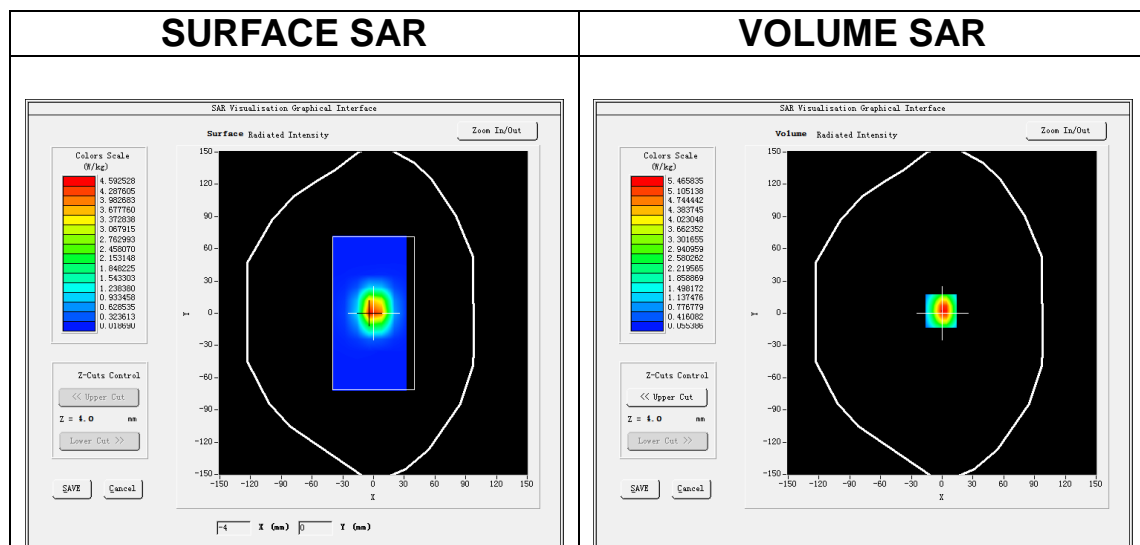 SURFACE SAR
VOLUME SAR
SAR Visualisation Graphical Interface
Surface Radiated Intensity
Zoom In/Out
Colors Scale
(W/kg)
4.592528
4.287605
3.982683
3.677760
3.372838
3.067915
2.762993
2.458070
2.153148
1.848225
1.543303
1.238380
0.933458
0.628535
0.323613
0.018690
Z-Cuts Control
<< Upper Cut
Z = 4.0 mm
Lower Cut >>
SAVE Cancel
150
120
90
60
30
0
-30
-60
-90
-120
-150
Y
-150 -120 -90 -60 -30 0 30 60 90 120 150
X
-4 X (mm) 0 Y (mm)
SAR Visualisation Graphical Interface
Volume Radiated Intensity
Zoom In/Out
Colors Scale
(W/kg)
5.465835
5.105138
4.744442
4.383745
4.023048
3.662352
3.301655
2.940959
2.580262
2.219565
1.858869
1.498172
1.137476
0.776779
0.416082
0.055386
Z-Cuts Control
<< Upper Cut
Z = 4.0 mm
Lower Cut >>
SAVE Cancel
150
120
90
60
30
0
-30
-60
-90
-120
-150
Y
-150 -120 -90 -60 -30 0 30 60 90 120 150
X